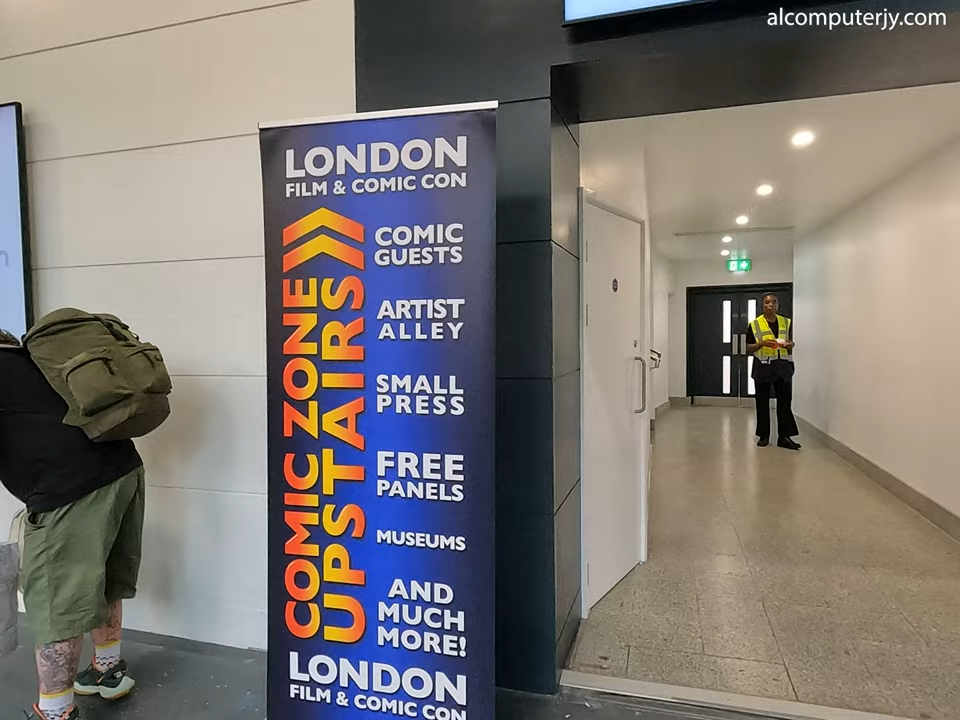 alcomputerjy.com
LONDON
FILM & COMIC CON
COMIC ZONE
UPSTAIRS
COMIC
GUESTS
ARTIST
ALLEY
SMALL
PRESS
FREE
PANELS
MUSEUMS
AND
MUCH
MORE!
LONDON
FILM & COMIC CON